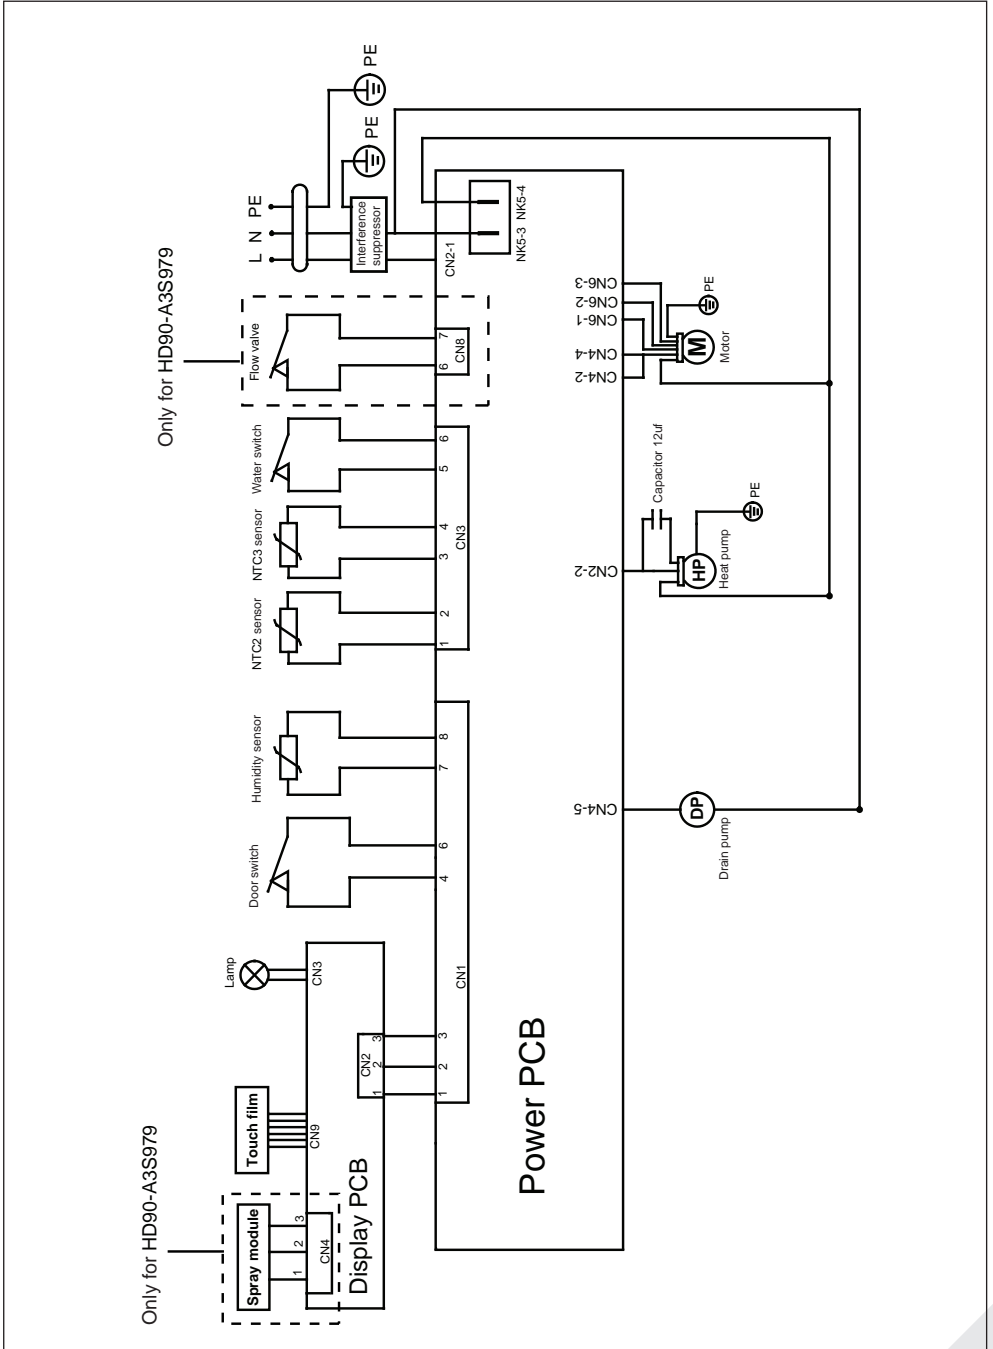 Only for HD90-A3S979
Only for HD90-A3S979
Spray module
1
2
3
CN4
Touch film
CN9
Display PCB
Lamp
CN3
CN2
1
2
3
1
2
3
CN1
Door switch
4
6
Humidity sensor
7
8
NTC2 sensor
1
2
NTC3 sensor
3
4
CN3
Water switch
5
6
Flow valve
6
7
CN8
L
N
PE
Interference
suppressor
PE
PE
CN2-1
NK5-3
NK5-4
Power PCB
CN4-5
DP
Drain pump
CN2-2
HP
Heat pump
Capacitor 12uf
PE
CN4-2
CN4-4
CN6-1
CN6-2
CN6-3
M
Motor
PE